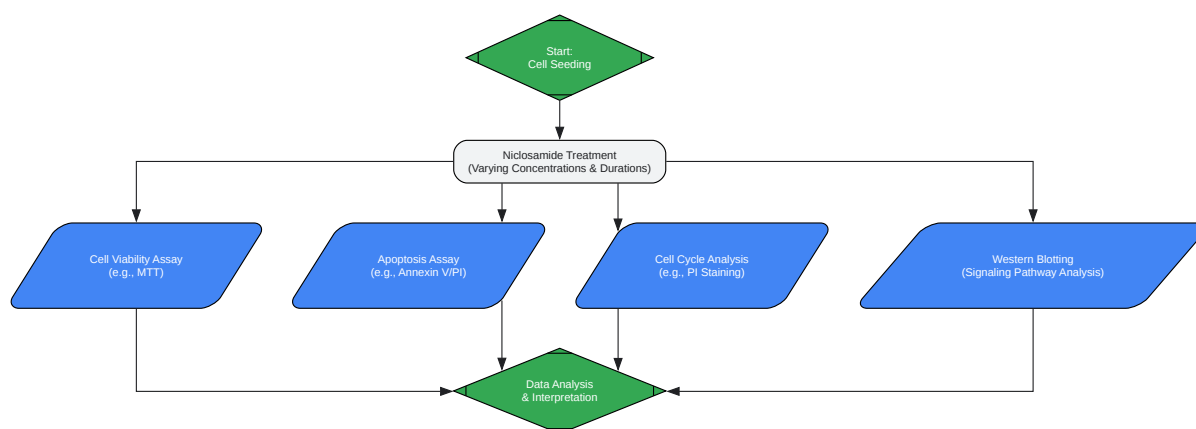 Start:
Cell Seeding
Niclosamide Treatment
(Varying Concentrations & Durations)
Cell Viability Assay
(e.g., MTT)
Apoptosis Assay
(e.g., Annexin V/PI)
Cell Cycle Analysis
(e.g., PI Staining)
Western Blotting
(Signaling Pathway Analysis)
Data Analysis
& Interpretation